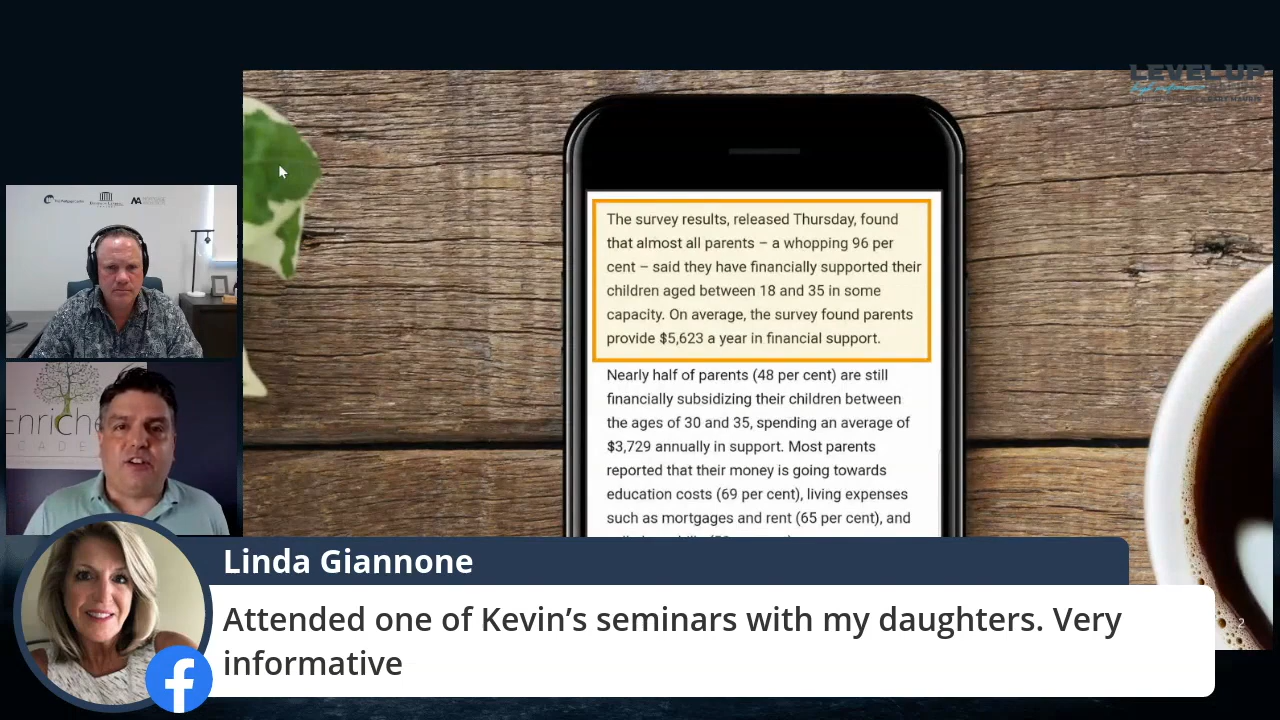 LEVEL UP
The survey results, released Thursday, found
that almost all parents – a whopping 96 per
cent – said they have financially supported their
children aged between 18 and 35 in some
capacity. On average, the survey found parents
provide $5,623 a year in financial support.
Nearly half of parents (48 per cent) are still
financially subsidizing their children between
the ages of 30 and 35, spending an average of
$3,729 annually in support. Most parents
reported that their money is going towards
education costs (69 per cent), living expenses
such as mortgages and rent (65 per cent), and
Enriche
CADE
Linda Giannone
Attended one of Kevin’s seminars with my daughters. Very
informative
2